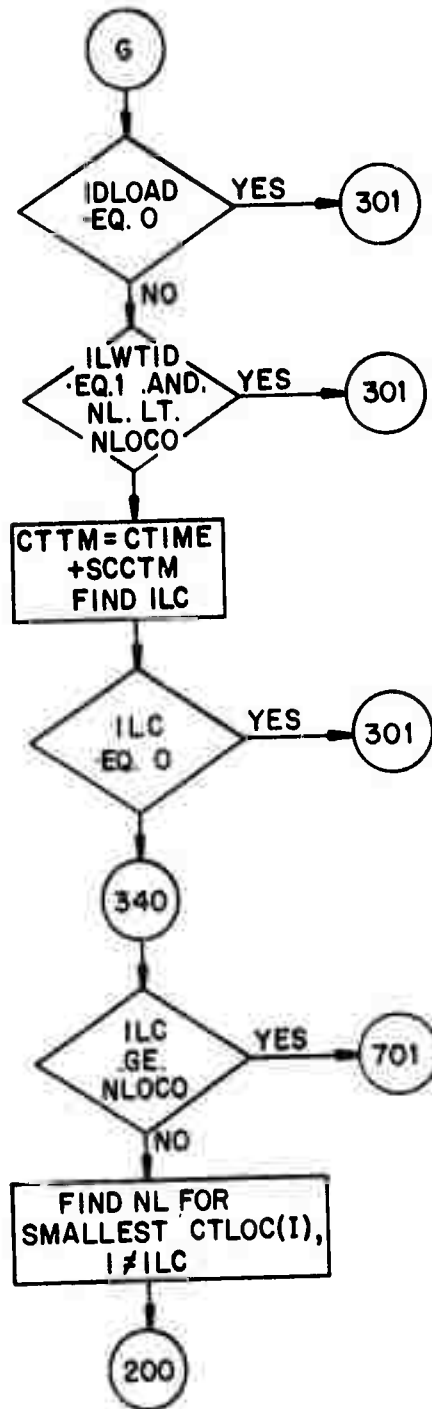 G
IDLOAD
.EQ. 0
YES
301
NO
ILWTID
.EQ.1 .AND.
NL. LT.
NLOCO
YES
301
CTTM=CTIME
+SCCTM
FIND ILC
ILC
.EQ. 0
YES
301
340
ILC
.GE.
NLOCO
YES
701
NO
FIND NL FOR
SMALLEST CTLOC(I),
I≠ILC
200